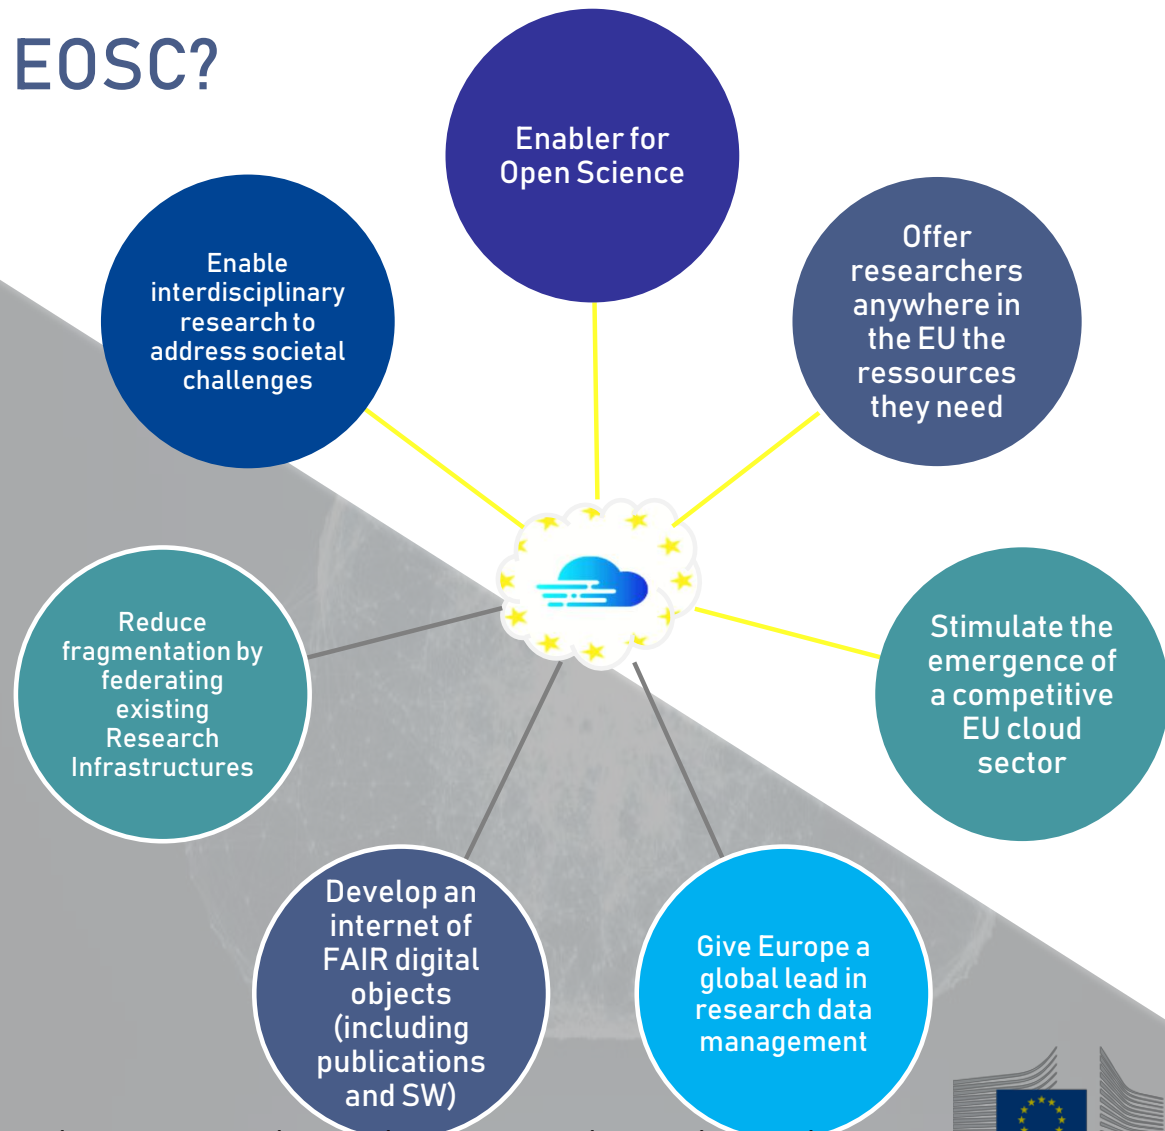 EOSC?
Enabler for
Open Science
Offer
researchers
anywhere in
the EU the
ressources
they need
Stimulate the
emergence of
a competitive
EU cloud
sector
Give Europe a
global lead in
research data
management
Develop an
internet of
FAIR digital
objects
(including
publications
and SW)
Reduce
fragmentation by
federating
existing
Research
Infrastructures
Enable
interdisciplinary
research to
address societal
challenges